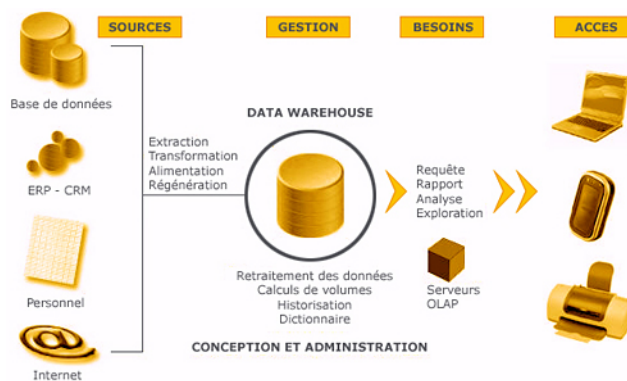 SOURCES
GESTION
BESOINS
ACCES
Base de données
ERP - CRM
Personnel
Internet
Extraction
Transformation
Alimentation
Régénération
DATA WAREHOUSE
Retraitement des données
Calculs de volumes
Historisation
Dictionnaire
CONCEPTION ET ADMINISTRATION
Requête
Rapport
Analyse
Exploration
Serveurs
OLAP